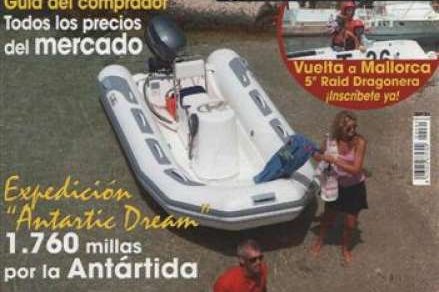 Guía del comprador
Todos los precios
del mercado
Vuelta a Mallorca
5º Raid Dragonera
¡Inscríbete ya!
Expedición
"Antartic Dream"
1.760 millas
por la Antártida